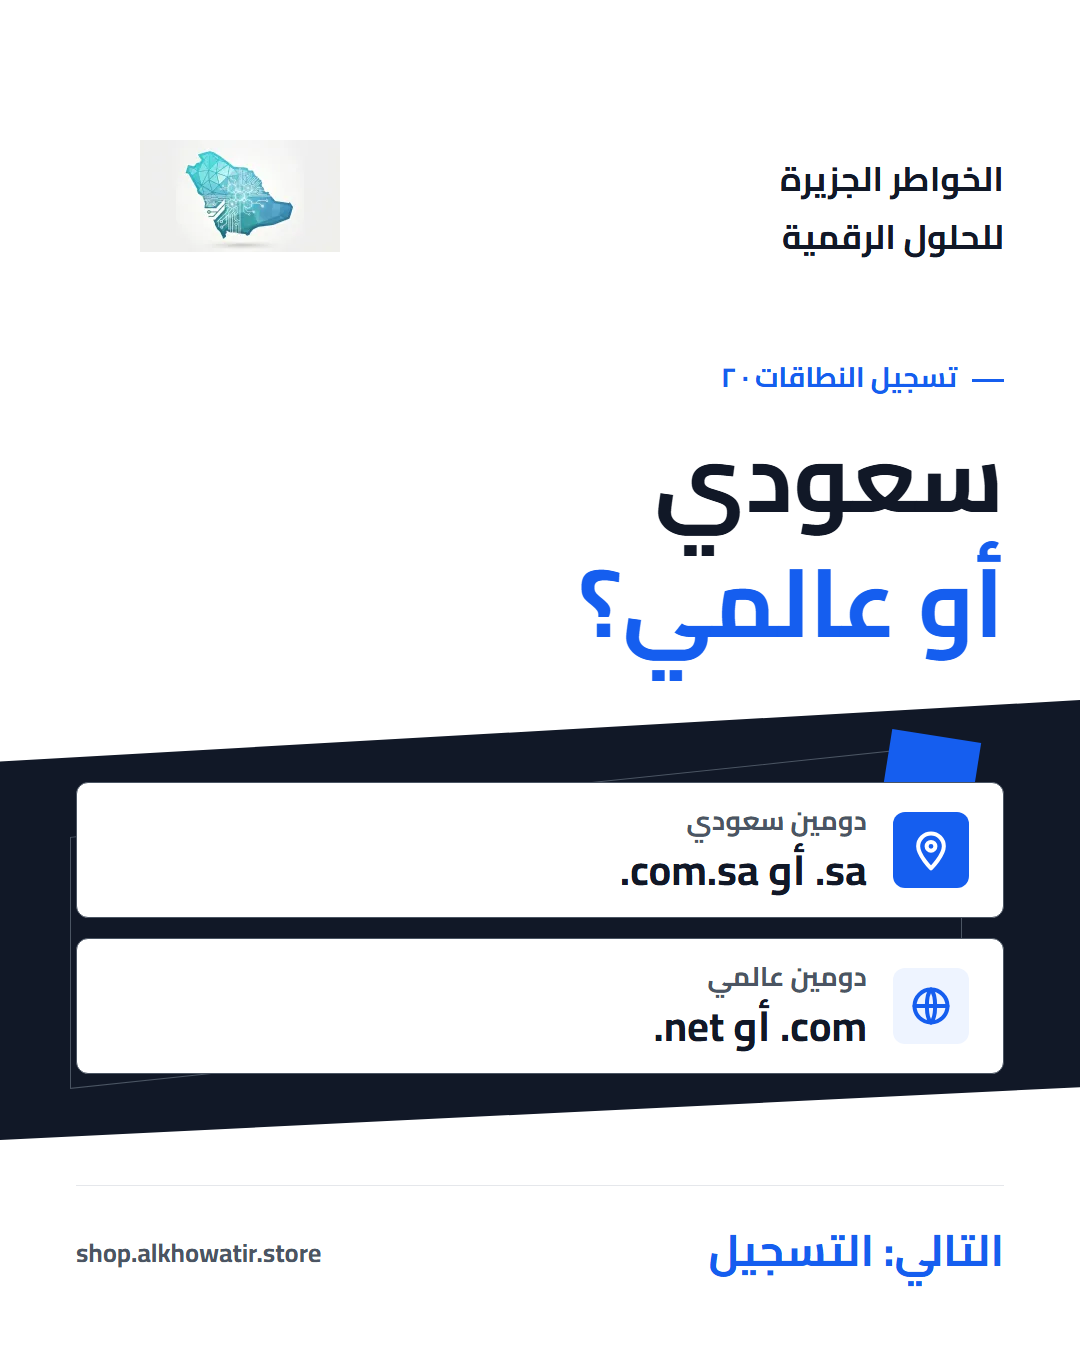 الخواطر الجزيرة
للحلول الرقمية
— تسجيل النطاقات · ٢
سعودي
أو عالمي؟
دومين سعودي
.sa أو .com.sa
دومين عالمي
.com أو .net
التالي: التسجيل
shop.alkhowatir.store